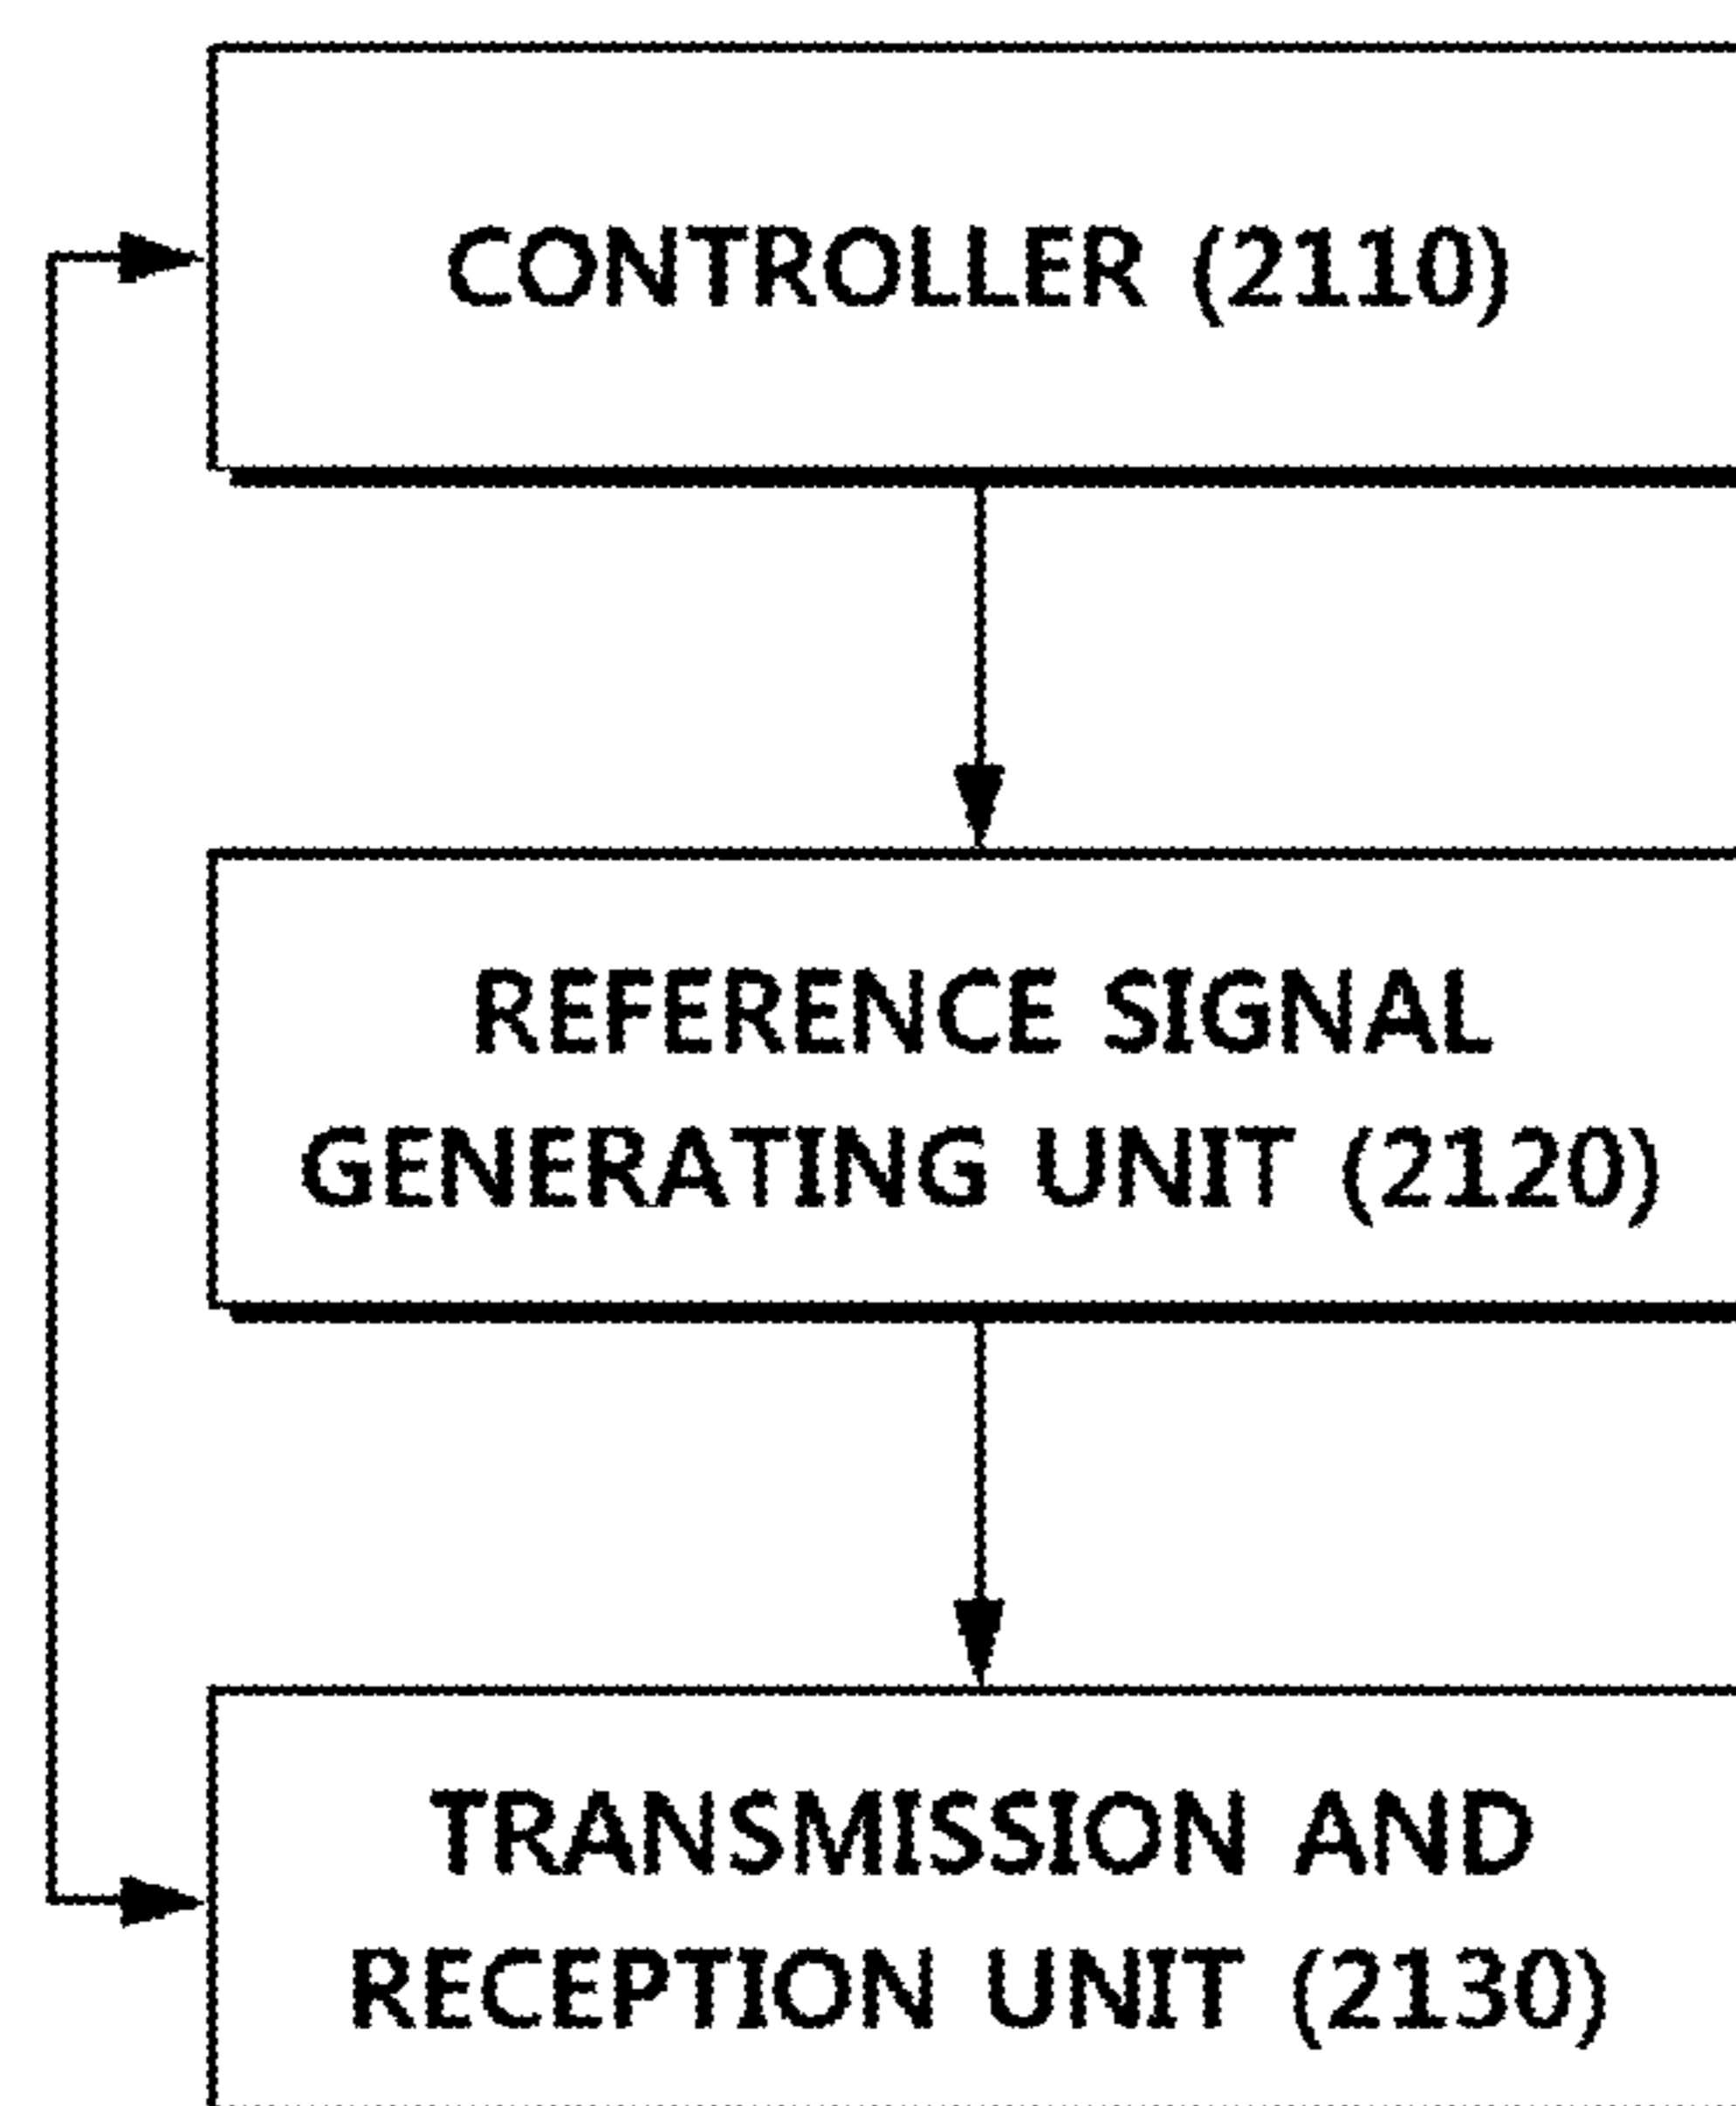 CONTROLLER (2110)
REFERENCE SIGNAL
GENERATING UNIT (2120)
TRANSMISSION AND
RECEPTION UNIT (2130)